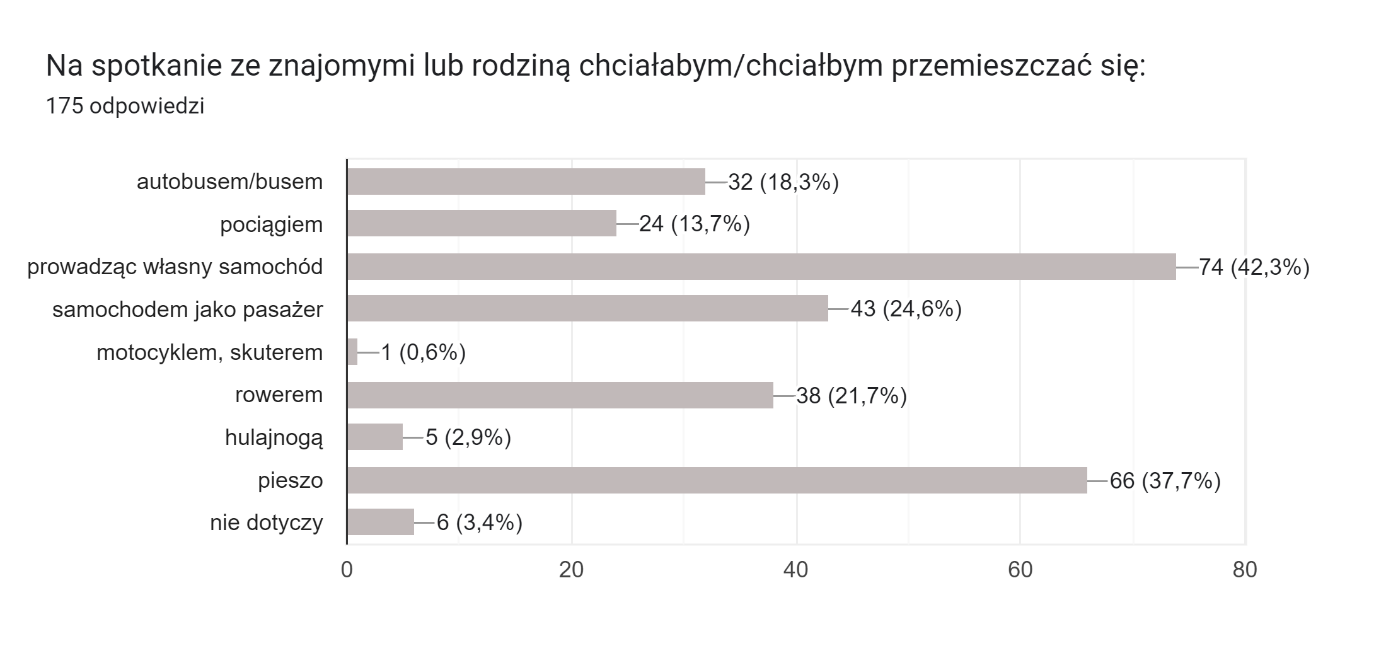 Na spotkanie ze znajomymi lub rodziną chciałabym/chciałbym przemieszczać się:
175 odpowiedzi
autobusem/busem 32 (18,3%)
pociągiem 24 (13,7%)
prowadząc własny samochód 74 (42,3%)
samochodem jako pasażer 43 (24,6%)
motocyklem, skuterem 1 (0,6%)
rowerem 38 (21,7%)
hulajnogą 5 (2,9%)
pieszo 66 (37,7%)
nie dotyczy 6 (3,4%)
0 20 40 60 80